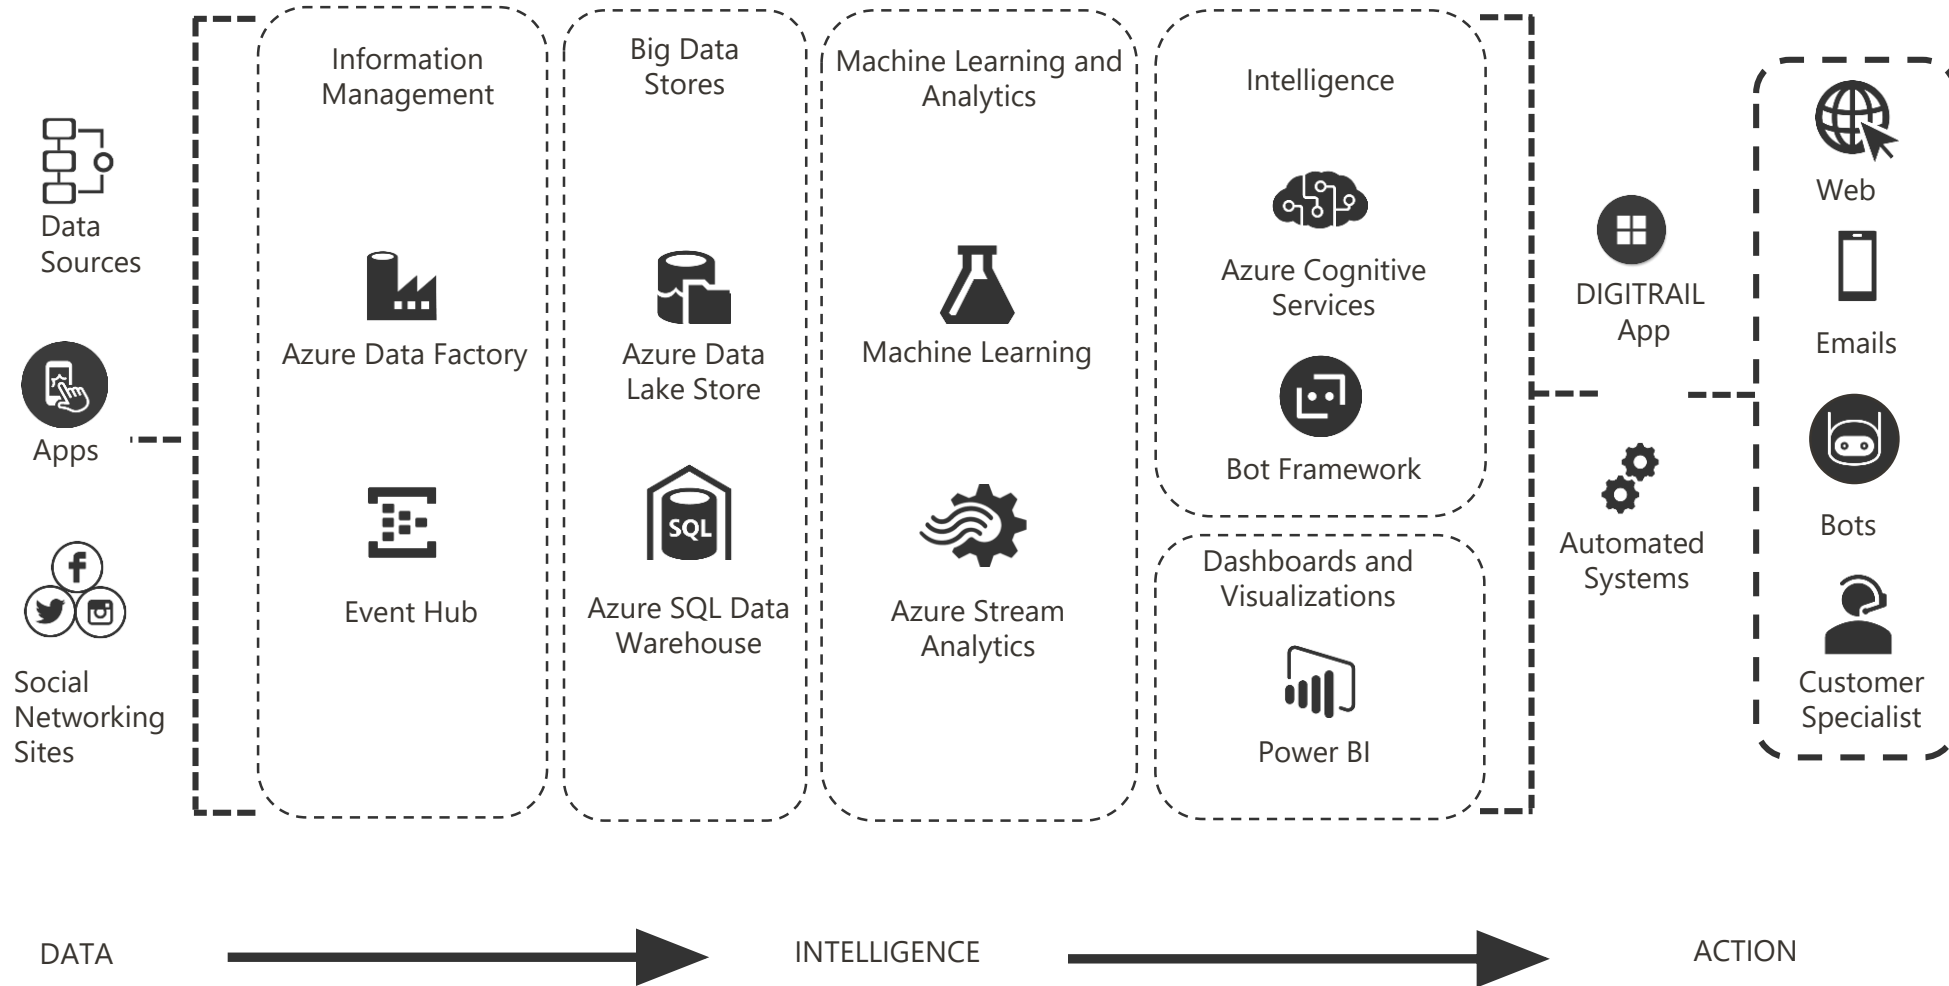 Data
Sources
Apps
Social
Networking
Sites
Information
Management
Azure Data Factory
Event Hub
Big Data
Stores
Azure Data
Lake Store
SQL
Azure SQL Data
Warehouse
Machine Learning and
Analytics
Machine Learning
Azure Stream
Analytics
Intelligence
Azure Cognitive
Services
Bot Framework
Dashboards and
Visualizations
Power BI
DIGITRAIL
App
Automated
Systems
Web
Emails
Bots
Customer
Specialist
DATA
INTELLIGENCE
ACTION